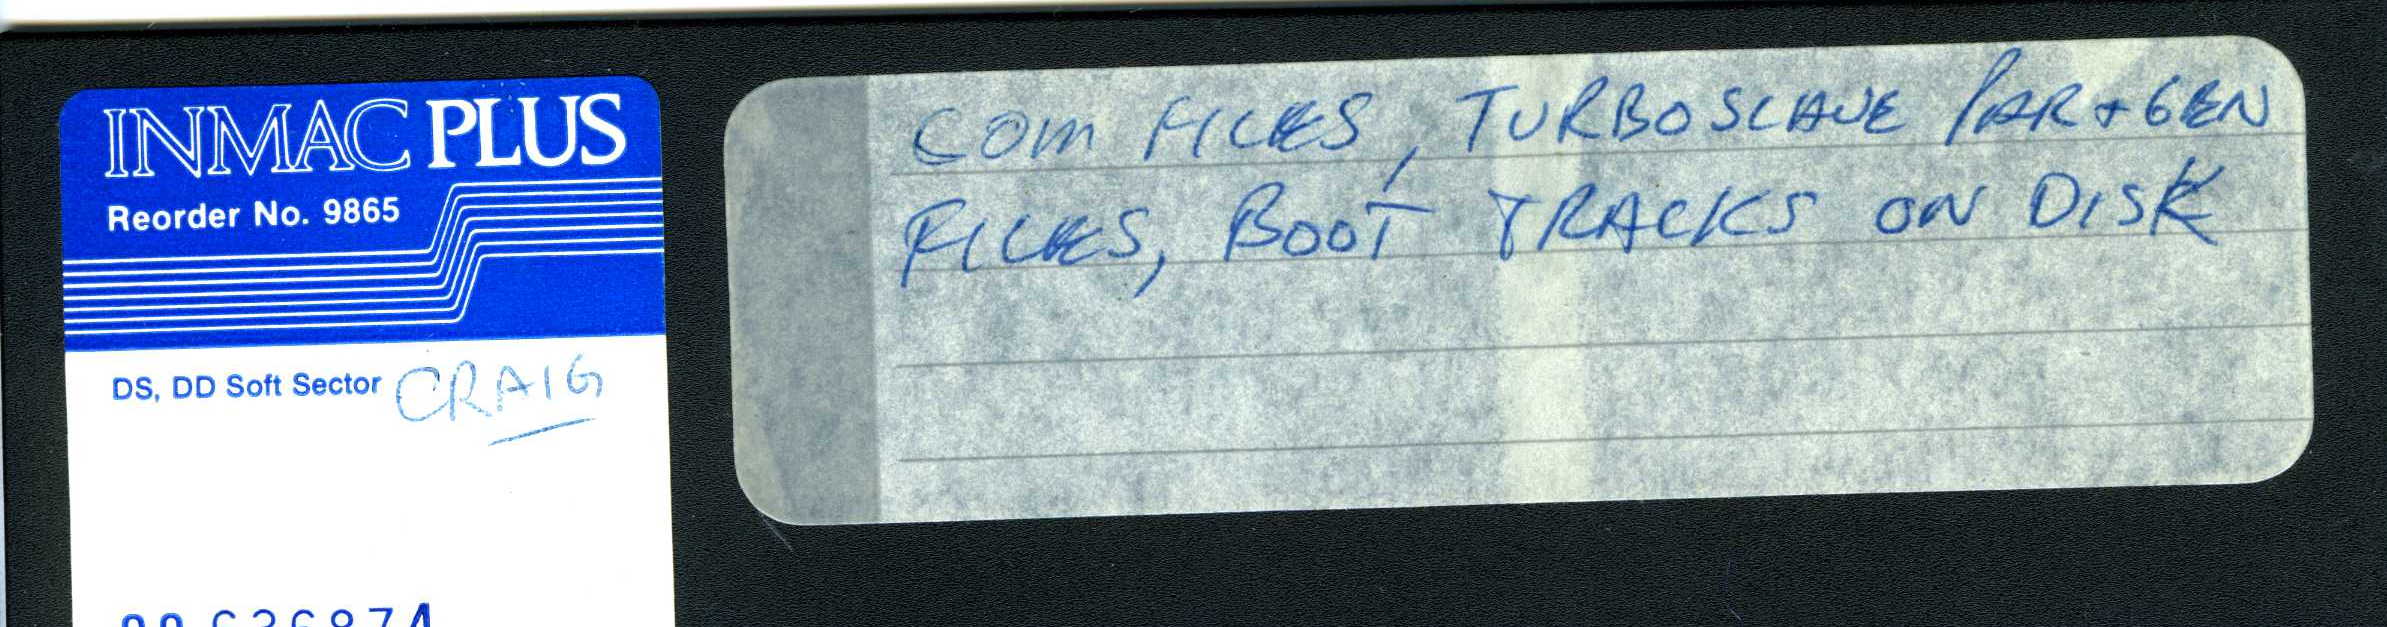 INMAC PLUS
Reorder No. 9865
DS, DD Soft Sector CRAIG
COM FILES, TURBOSLAVE PAR + GEN
FILES, BOOT TRACKS ON DISK